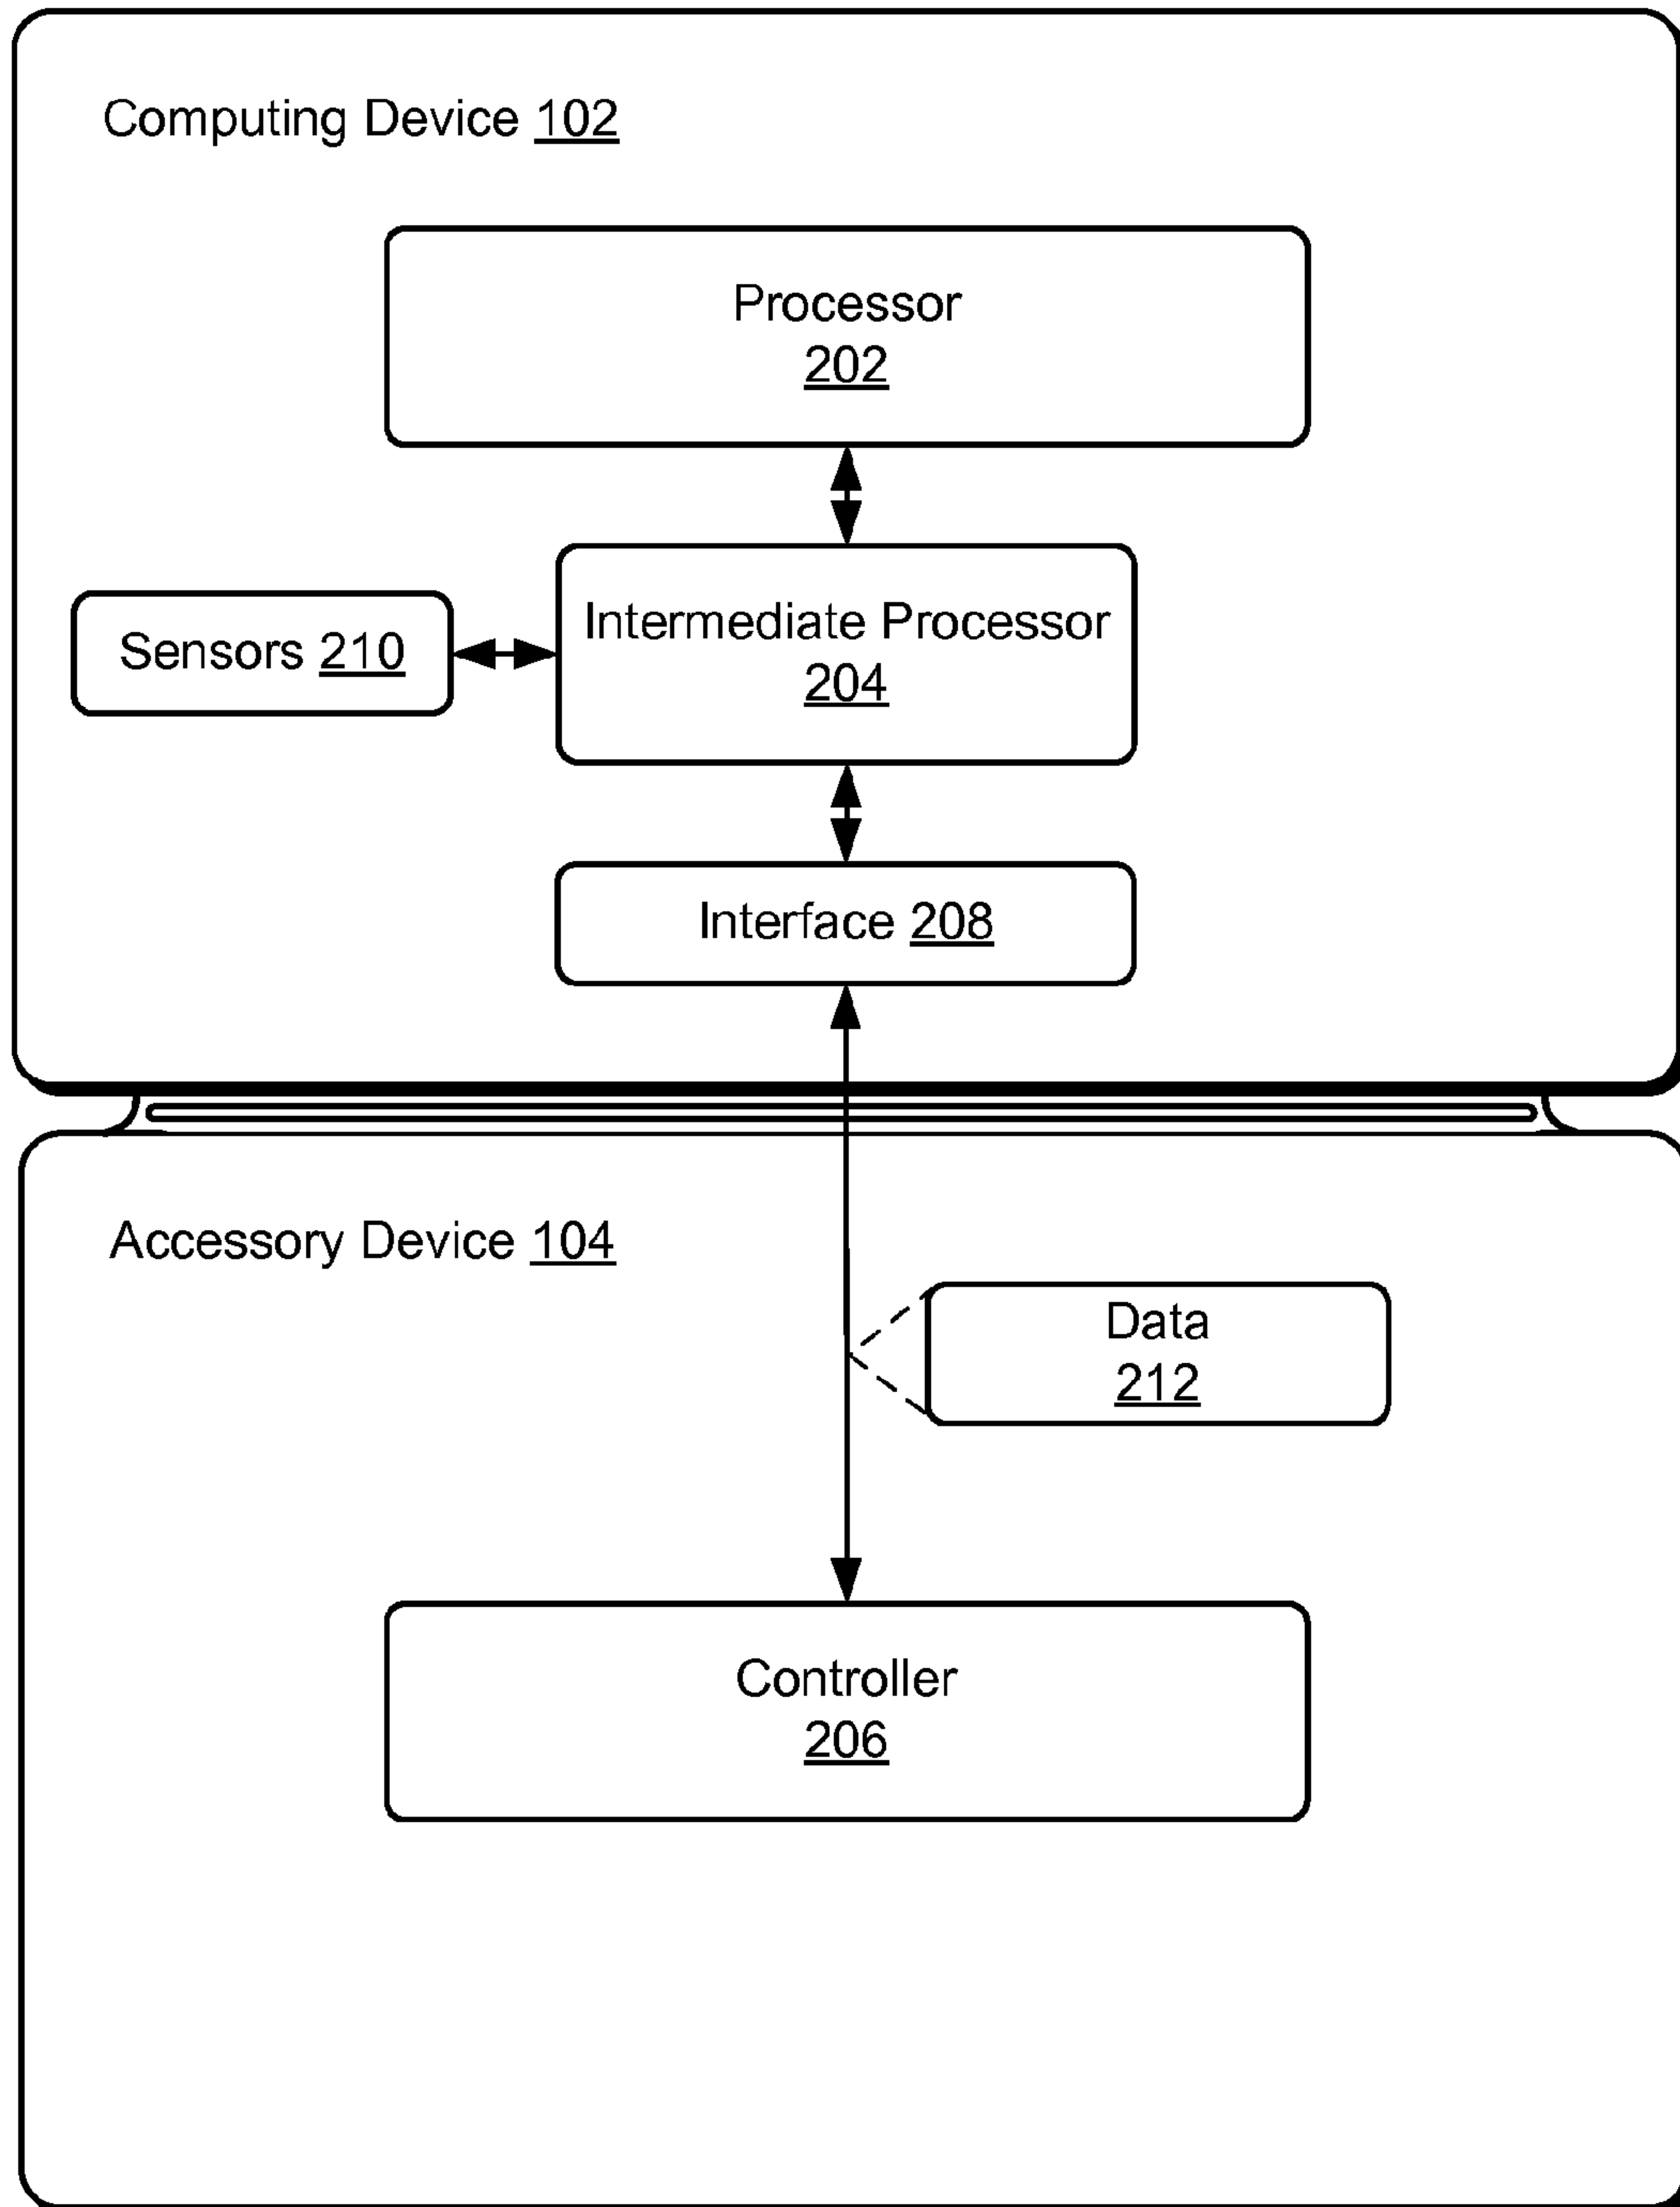 Computing Device 102
Processor
202
Intermediate Processor
204
Sensors 210
Interface 208
Accessory Device 104
Data
212
Controller
206